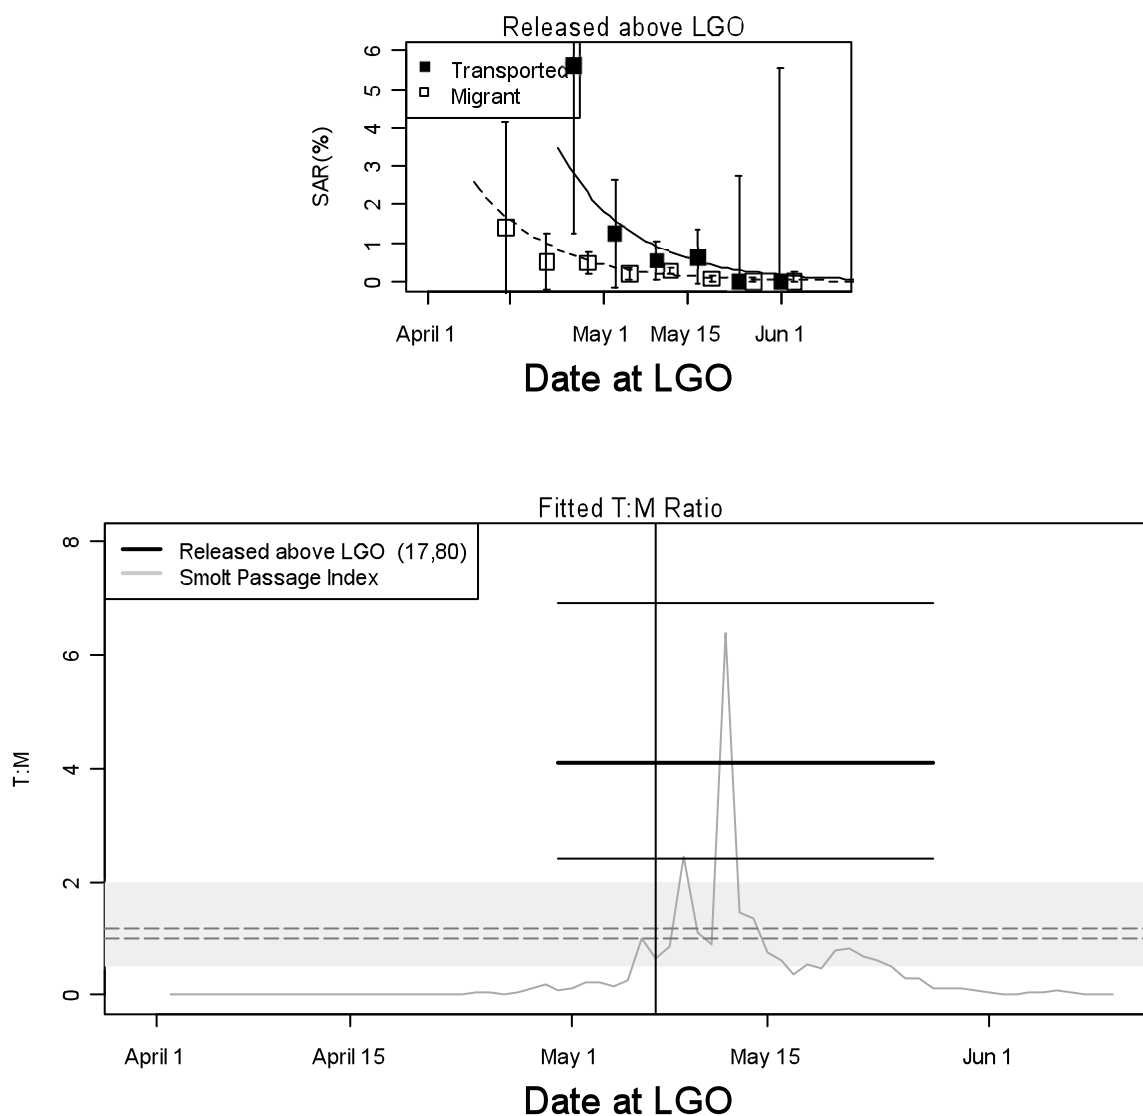 Released above LGO
6
5
4
3
2
1
0
SAR(%)
Transported
Migrant
April 1
May 1
May 15
Jun 1
Date at LGO
Fitted T:M Ratio
8
6
4
2
0
T:M
Released above LGO (17,80)
Smolt Passage Index
April 1
April 15
May 1
May 15
Jun 1
Date at LGO